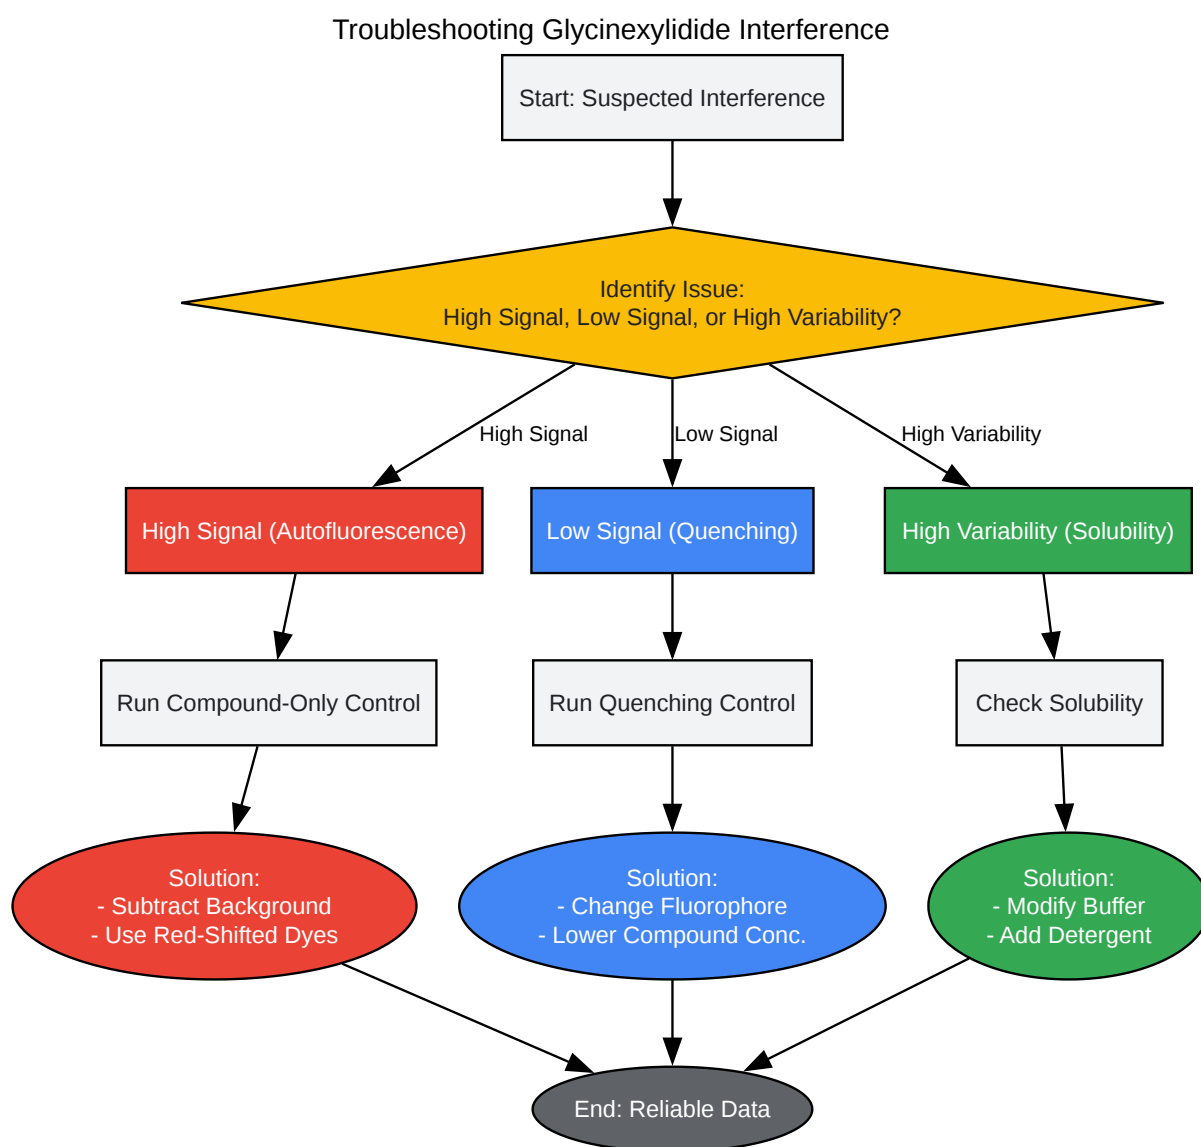 Troubleshooting Glycinexylidide Interference
Start: Suspected Interference
Identify Issue:
High Signal, Low Signal, or High Variability?
High Signal
Low Signal
High Variability
High Signal (Autofluorescence)
Low Signal (Quenching)
High Variability (Solubility)
Run Compound-Only Control
Run Quenching Control
Check Solubility
Solution:
- Subtract Background
- Use Red-Shifted Dyes
Solution:
- Change Fluorophore
- Lower Compound Conc.
Solution:
- Modify Buffer
- Add Detergent
End: Reliable Data